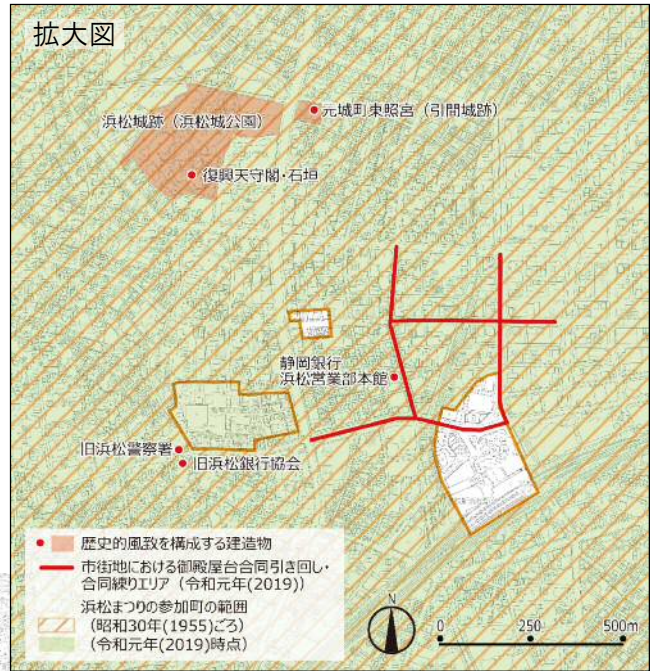 拡大図
浜松城跡（浜松城公園）
元城町東照宮（引間城跡）
復興天守閣・石垣
静岡銀行
浜松営業部本館
旧浜松警察署
旧浜松銀行協会
歴史的風致を構成する建造物
市街地における御殿屋台合同引き回し・
合同練りエリア（令和元年(2019)）
浜松まつりの参加町の範囲
（昭和30年(1955)ごろ）
（令和元年(2019)時点）
N
0 250 500m